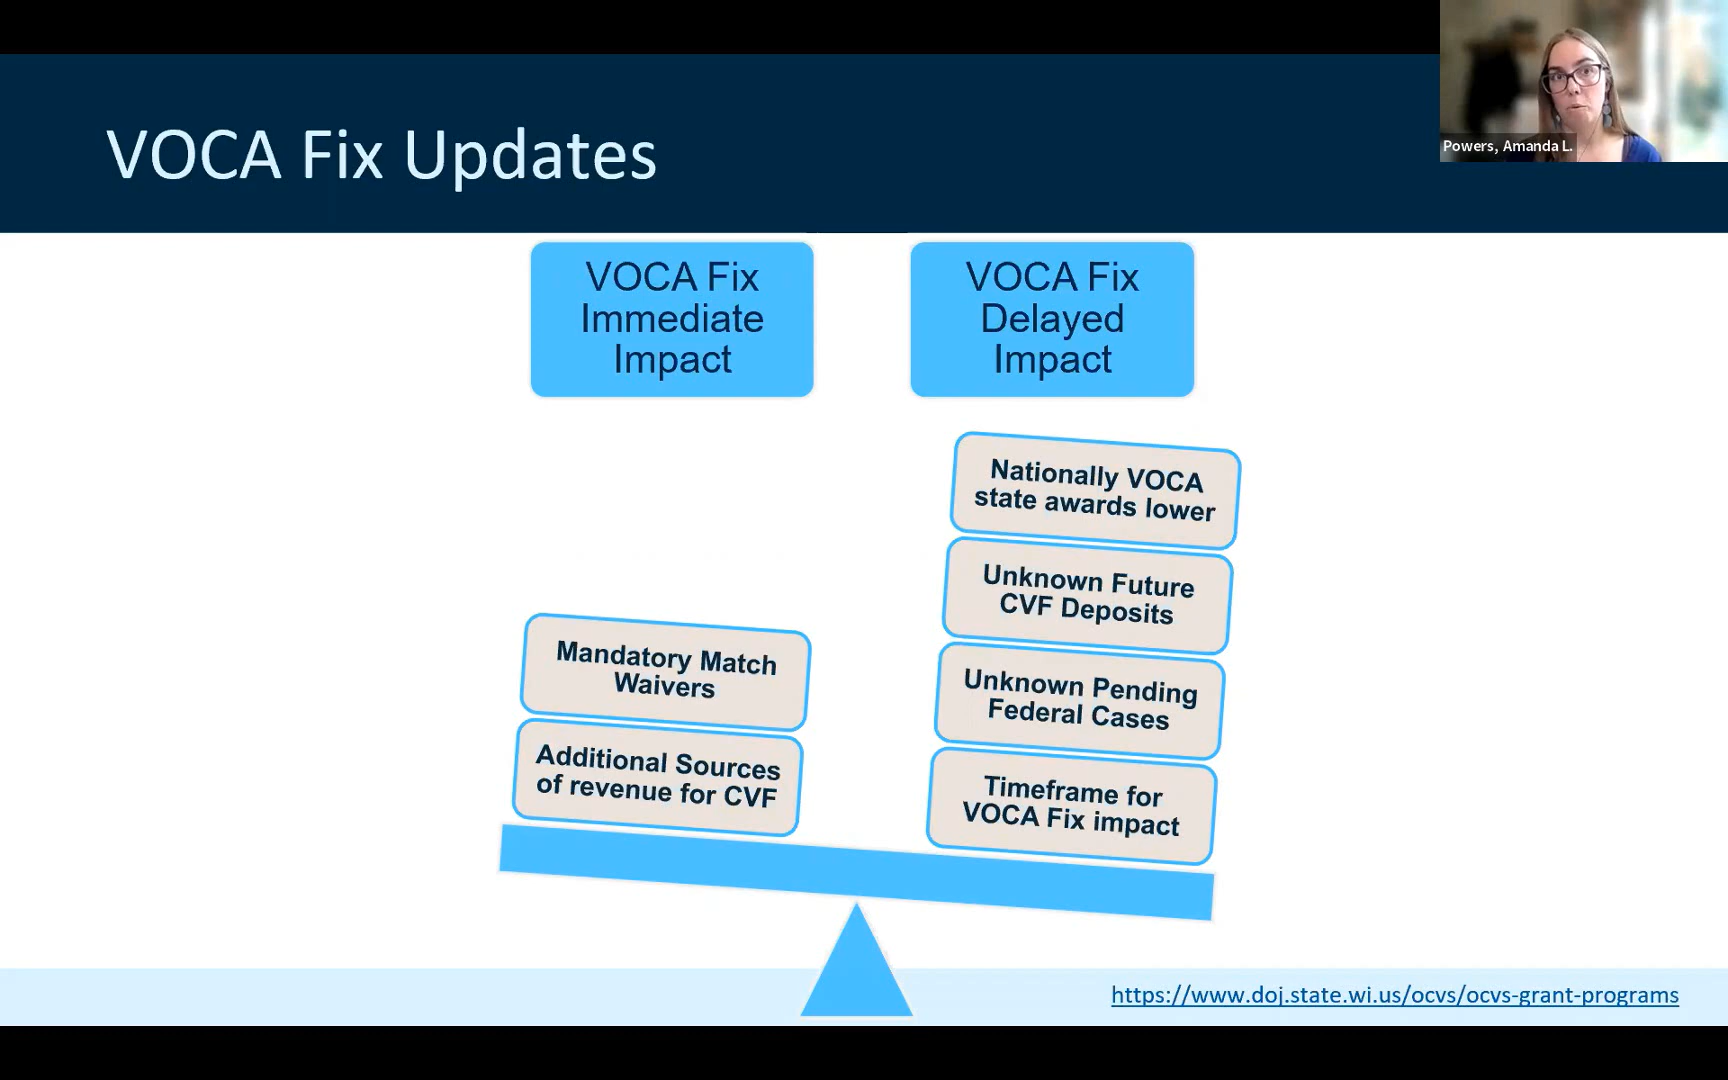 VOCA Fix Updates
Powers, Amanda L.
VOCA Fix
Immediate
Impact
VOCA Fix
Delayed
Impact
Mandatory Match
Waivers
Additional Sources
of revenue for CVF
Nationally VOCA
state awards lower
Unknown Future
CVF Deposits
Unknown Pending
Federal Cases
Timeframe for
VOCA Fix impact
https://www.doj.state.wi.us/ocvs/ocvs-grant-programs